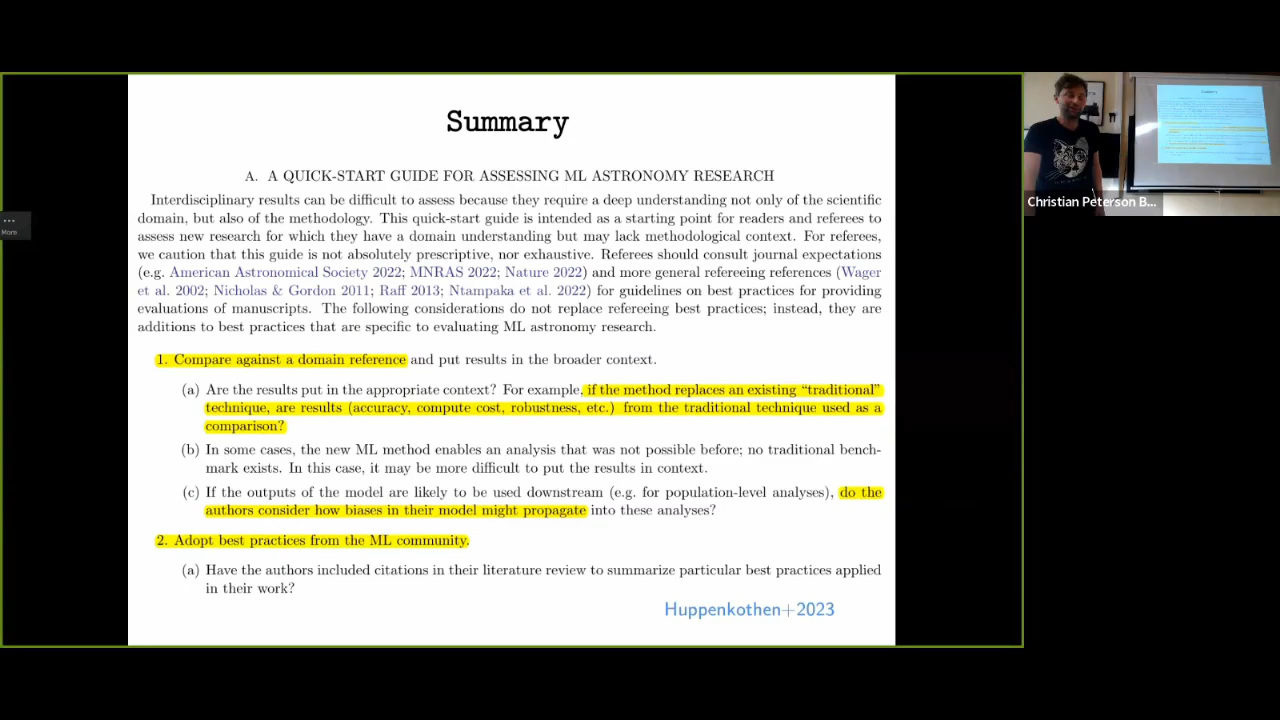 Summary
A. A QUICK-START GUIDE FOR ASSESSING ML ASTRONOMY RESEARCH
Interdisciplinary results can be difficult to assess because they require a deep understanding not only of the scientific
domain, but also of the methodology. This quick-start guide is intended as a starting point for readers and referees to
assess new research for which they have a domain understanding but may lack methodological context. For referees,
we caution that this guide is not absolutely prescriptive, nor exhaustive. Referees should consult journal expectations
(e.g. American Astronomical Society 2022; MNRAS 2022; Nature 2022) and more general refereeing references (Wager
et al. 2002; Nicholas & Gordon 2011; Raff 2013; Ntampaka et al. 2022) for guidelines on best practices for providing
evaluations of manuscripts. The following considerations do not replace refereeing best practices; instead, they are
additions to best practices that are specific to evaluating ML astronomy research.
1. Compare against a domain reference and put results in the broader context.
(a) Are the results put in the appropriate context? For example, if the method replaces an existing “traditional”
technique, are results (accuracy, compute cost, robustness, etc.) from the traditional technique used as a
comparison?
(b) In some cases, the new ML method enables an analysis that was not possible before; no traditional bench-
mark exists. In this case, it may be more difficult to put the results in context.
(c) If the outputs of the model are likely to be used downstream (e.g. for population-level analyses), do the
authors consider how biases in their model might propagate into these analyses?
2. Adopt best practices from the ML community.
(a) Have the authors included citations in their literature review to summarize particular best practices applied
in their work?
Huppenkothen+2023
More
Summary
Christian Peterson B...